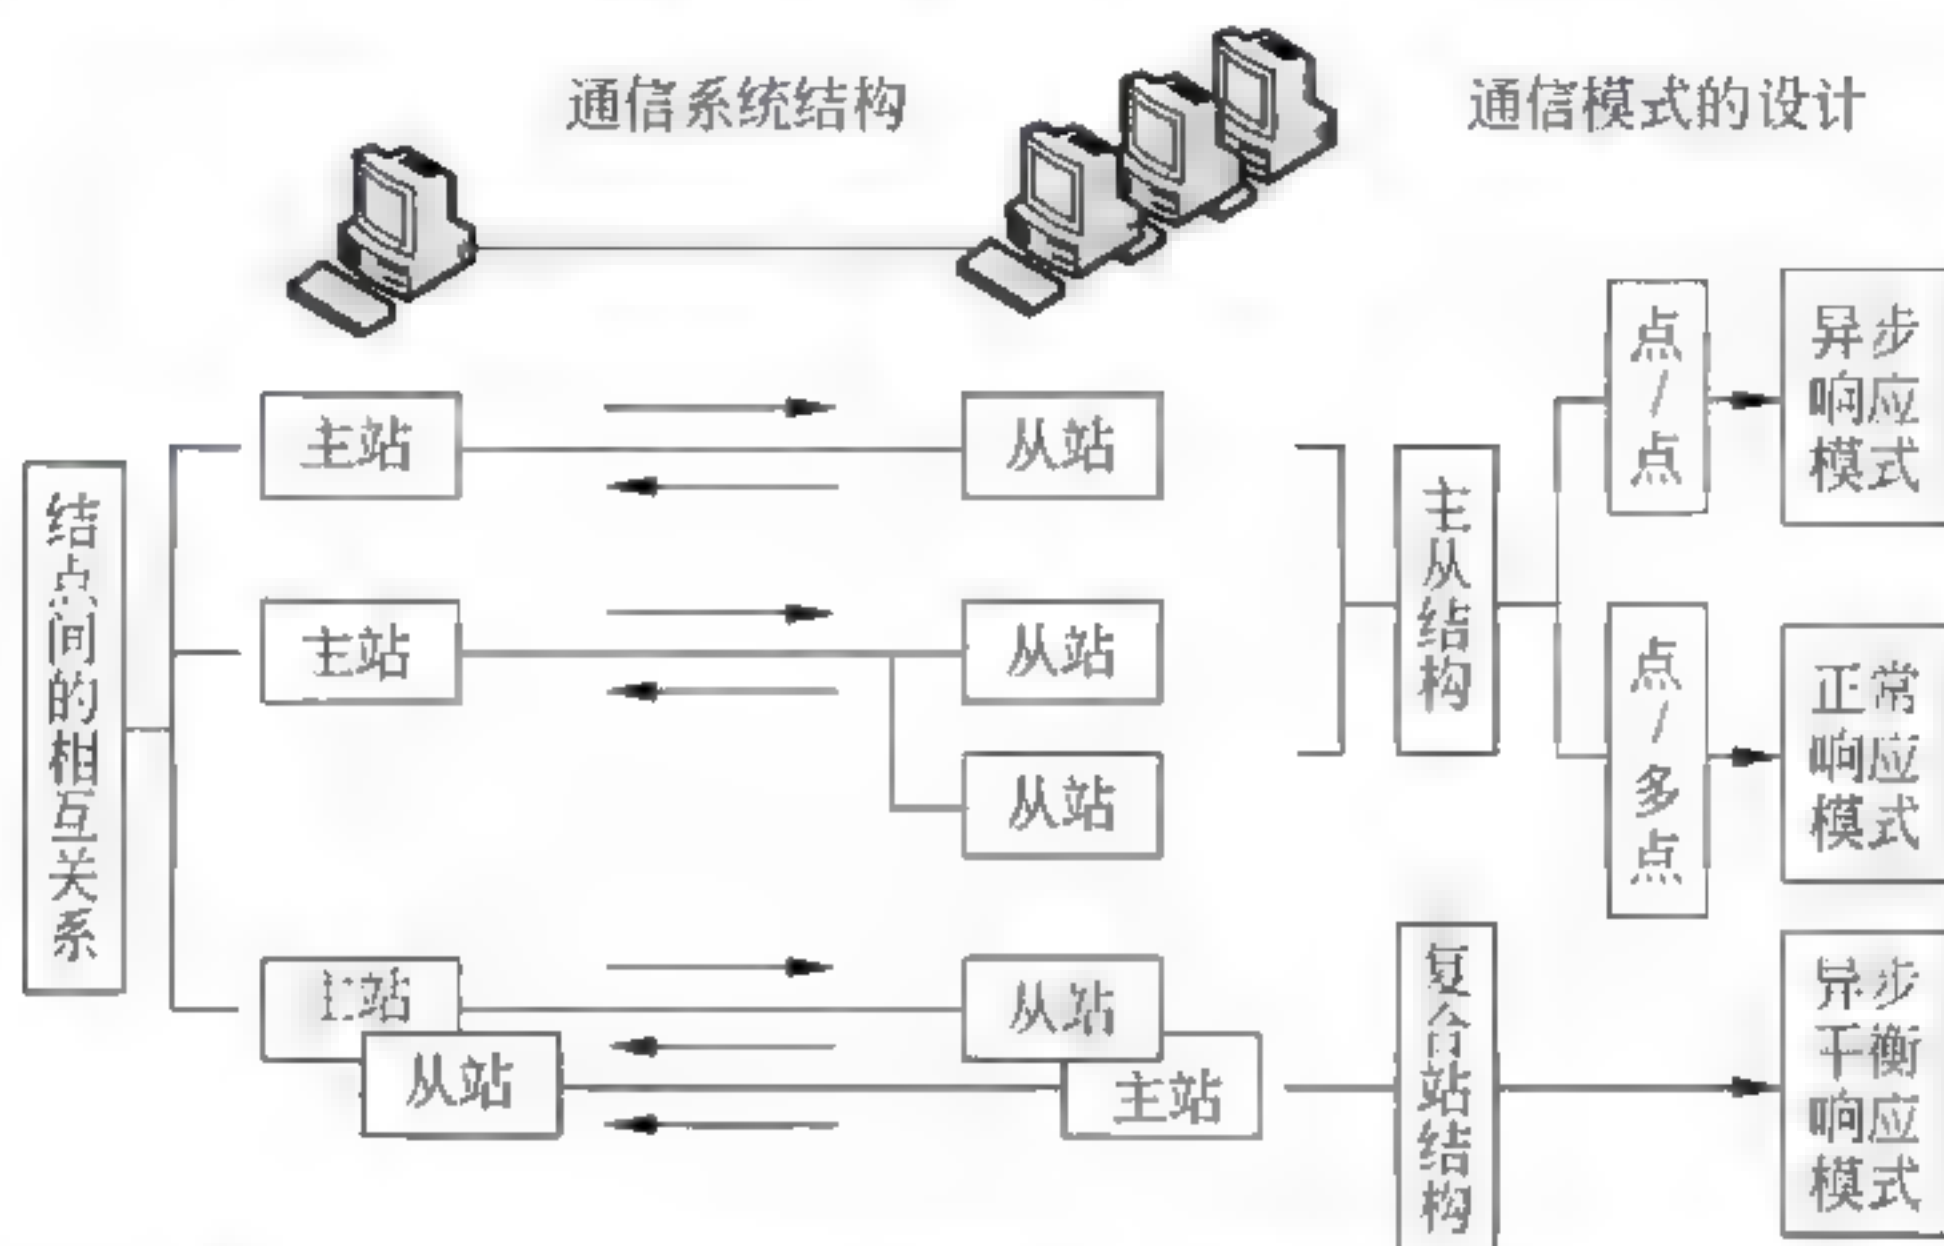 通信系统结构
通信模式的设计
结点间的相互关系
主站
从站
主站
从站
从站
主站
从站
从站
主站
主从结构
复合站结构
点/点
点/多点
异步
响应
模式
正常
响应
模式
异步
平衡
响应
模式